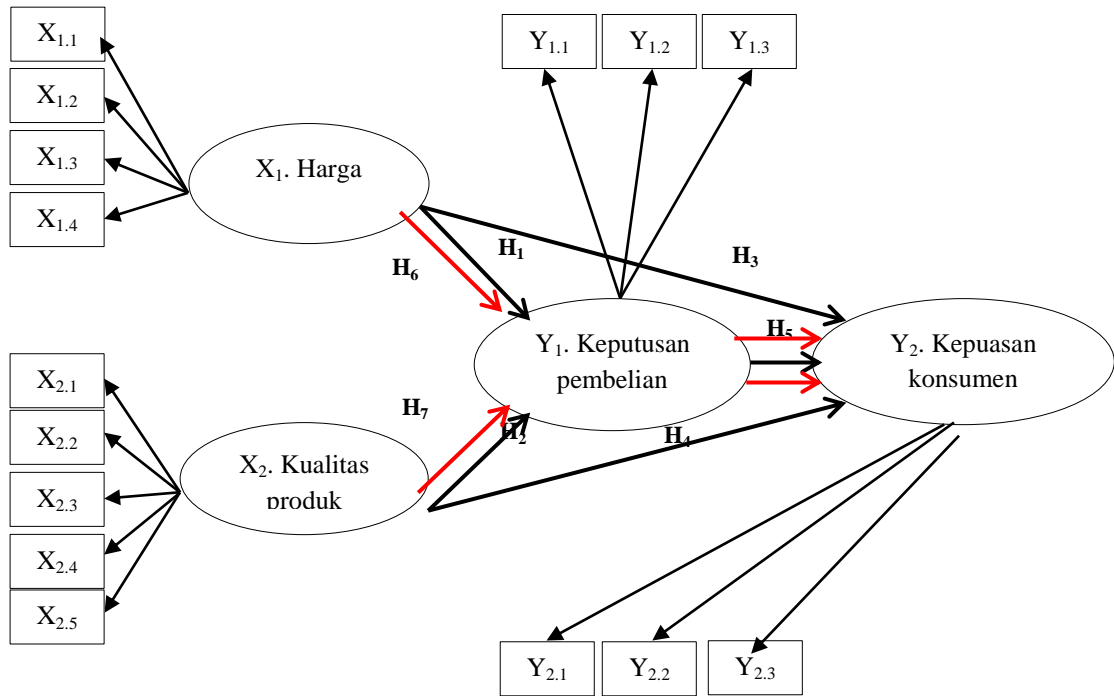 X1.1
X1.2
X1.3
X1.4
Y1.1
Y1.2
Y1.3
X1. Harga
H1
H3
H6
Y1. Keputusan
pembelian
H5
Y2. Kepuasan
konsumen
X2.1
X2.2
X2.3
X2.4
X2.5
H7
H2
H4
X2. Kualitas
produk
Y2.1
Y2.2
Y2.3